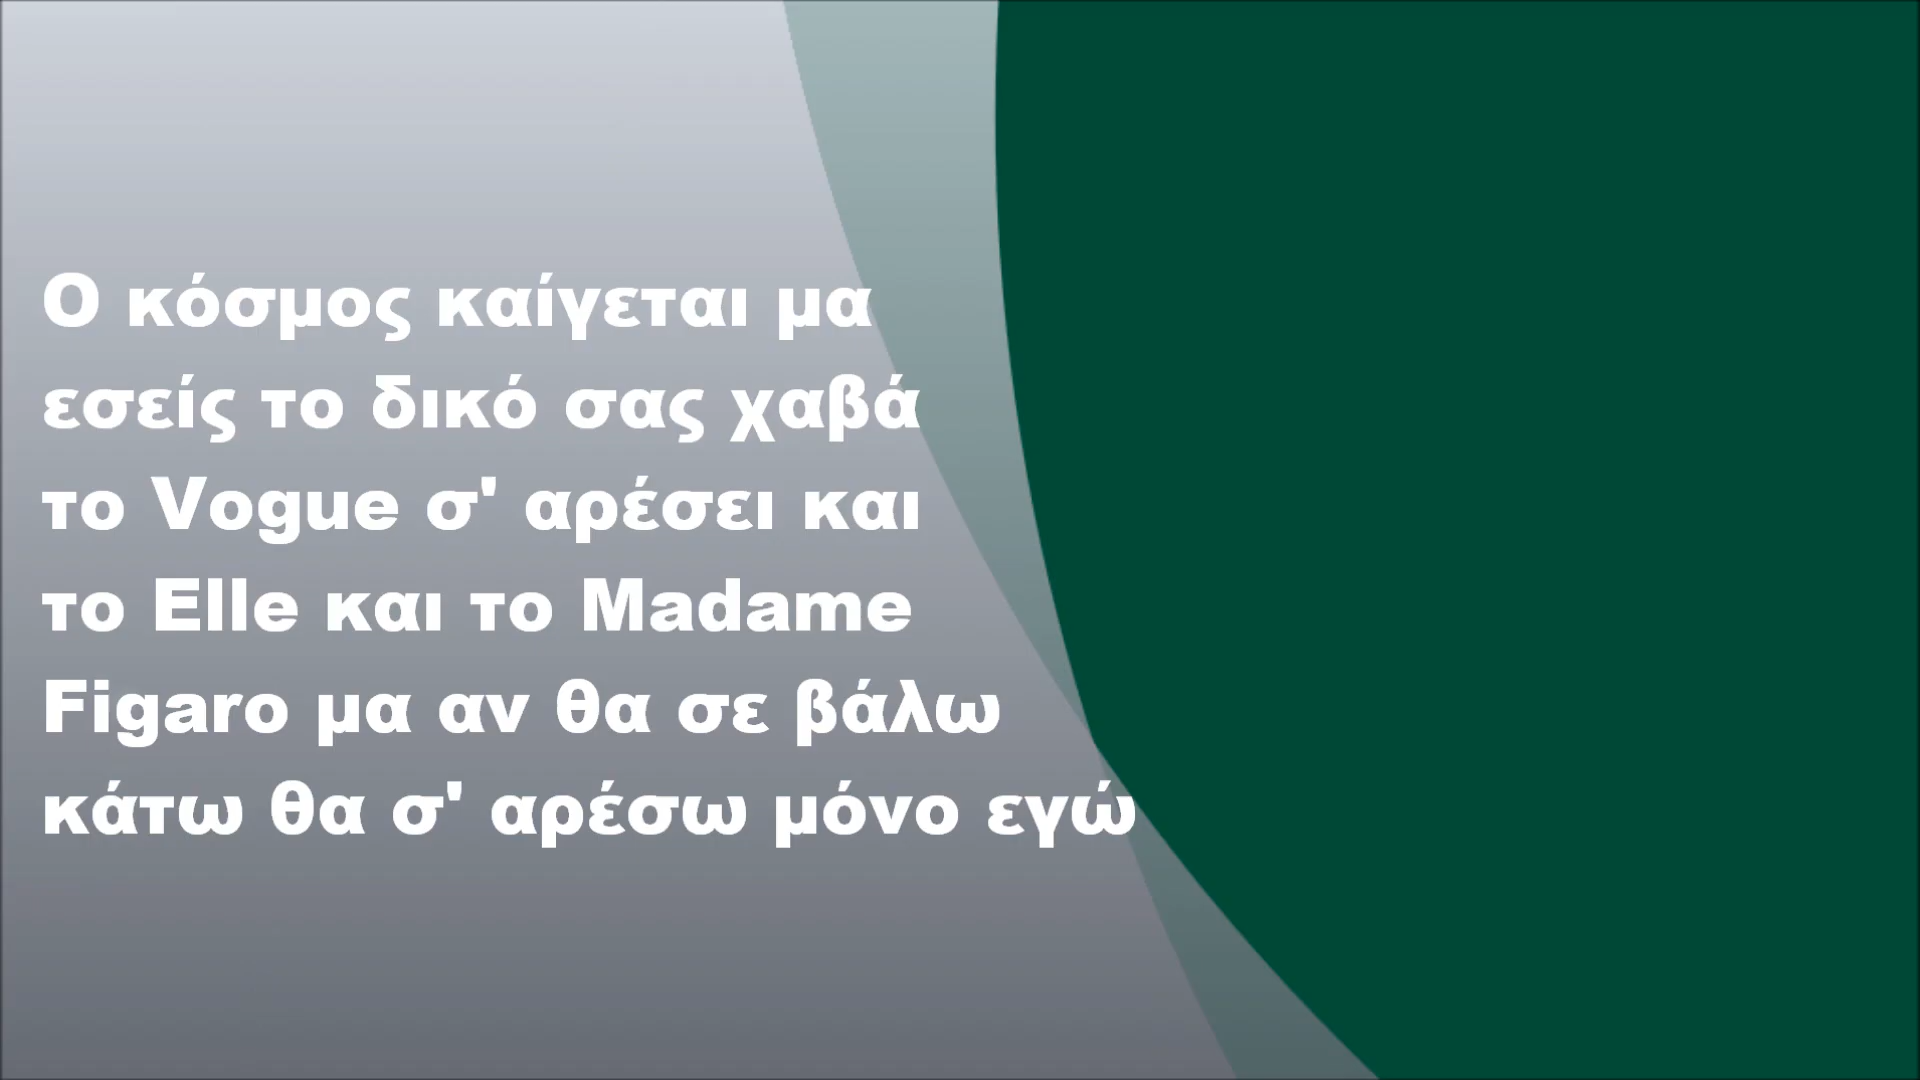 Ο κόσμος καίγεται μα
εσείς το δικό σας χαβά
το Vogue σ' αρέσει και
το Elle και το Madame
Figaro μα αν θα σε βάλω
κάτω θα σ' αρέσω μόνο εγώ